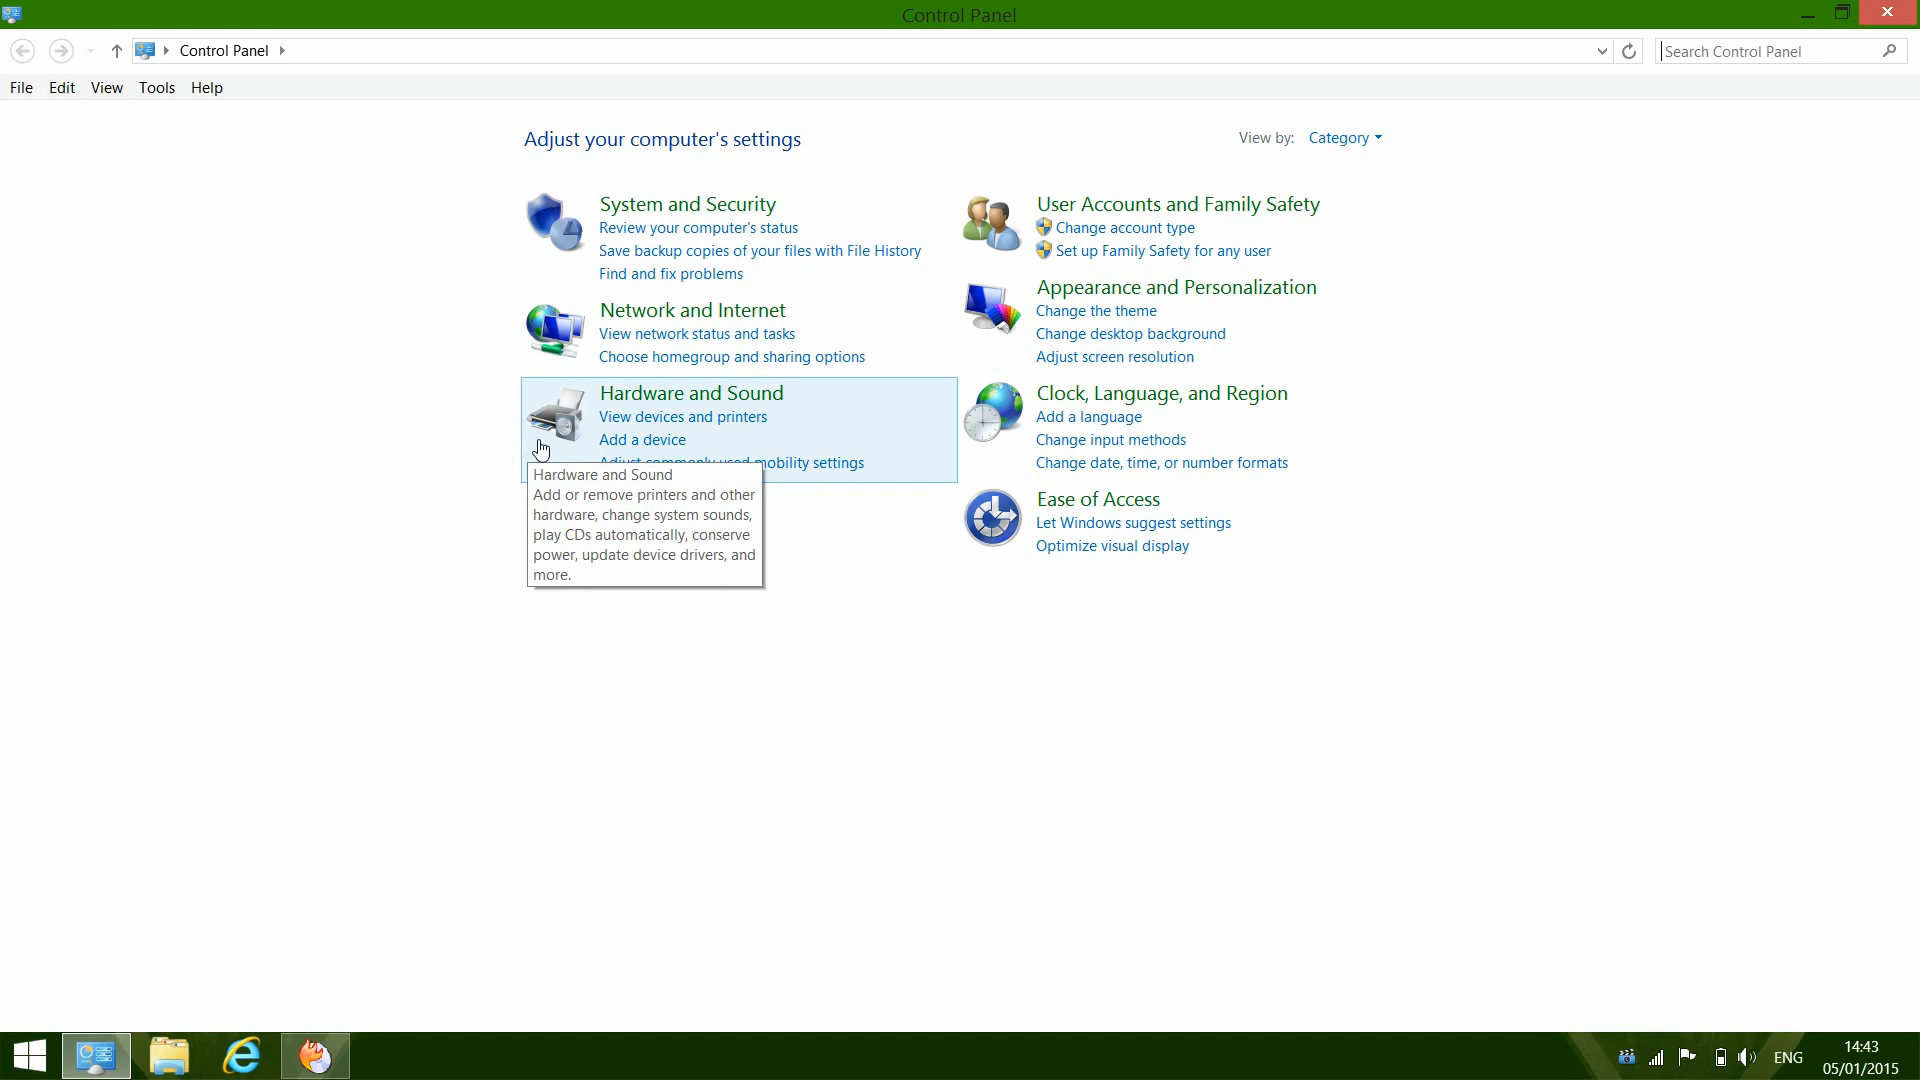 Control Panel
Control Panel
Search Control Panel
File Edit View Tools Help
Adjust your computer's settings
View by: Category
System and Security
Review your computer's status
Save backup copies of your files with File History
Find and fix problems
Network and Internet
View network status and tasks
Choose homegroup and sharing options
Hardware and Sound
View devices and printers
Add a device
Adjust commonly used mobility settings
Hardware and Sound
Add or remove printers and other
hardware, change system sounds,
play CDs automatically, conserve
power, update device drivers, and
more.
User Accounts and Family Safety
Change account type
Set up Family Safety for any user
Appearance and Personalization
Change the theme
Change desktop background
Adjust screen resolution
Clock, Language, and Region
Add a language
Change input methods
Change date, time, or number formats
Ease of Access
Let Windows suggest settings
Optimize visual display
ENG
14:43
05/01/2015